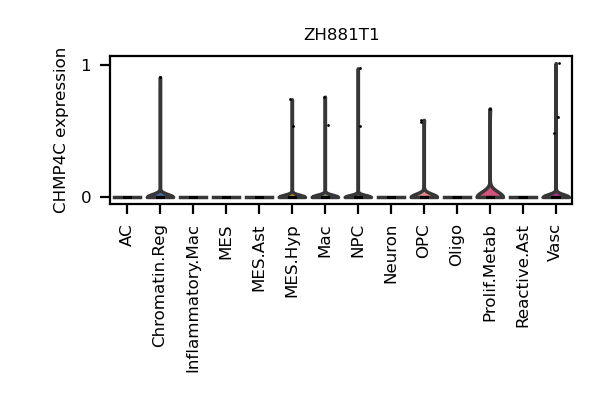 ZH881T1
CHMP4C expression
1
0
AC
Chromatin.Reg
Inflammatory.Mac
MES
MES.Ast
MES.Hyp
Mac
NPC
Neuron
OPC
Oligo
Prolif.Metab
Reactive.Ast
Vasc